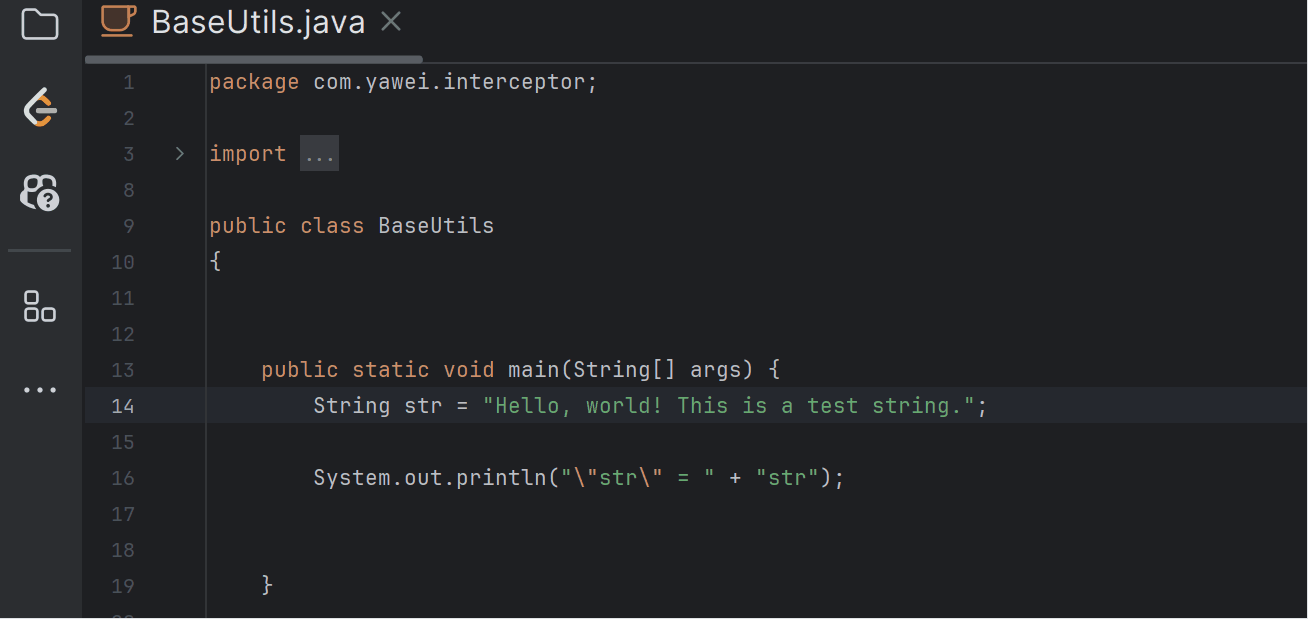 BaseUtils.java
1 package com.yawei.interceptor;
2
3 import ...
8
9 public class BaseUtils
10 {
11
12
13 public static void main(String[] args) {
14 String str = "Hello, world! This is a test string.";
15
16 System.out.println("\"str\" = " + "str");
17
18
19 }